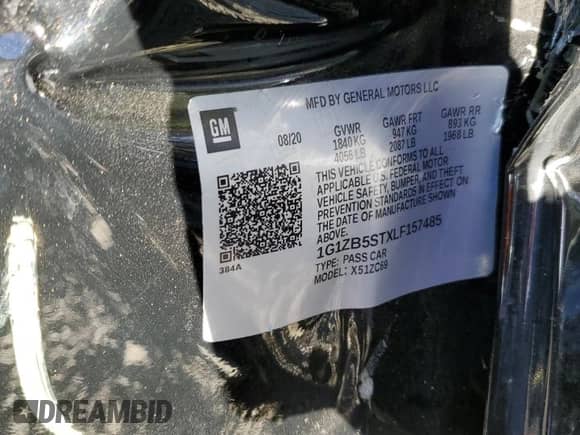 MFD BY GENERAL MOTORS LLC
GM
08/20
GVWR GAWR FRT GAWR RR
1840 KG 947 KG 893 KG
4056 LB 2087 LB 1968 LB
THIS VEHICLE CONFORMS TO ALL
APPLICABLE U.S. FEDERAL MOTOR
VEHICLE SAFETY, BUMPER, AND THEFT
PREVENTION STANDARDS IN EFFECT ON
THE DATE OF MANUFACTURE SHOWN
ABOVE.
1G1ZB5STXLF157485
TYPE: PASS CAR
MODEL: X51ZC69
384A
DREAMBID